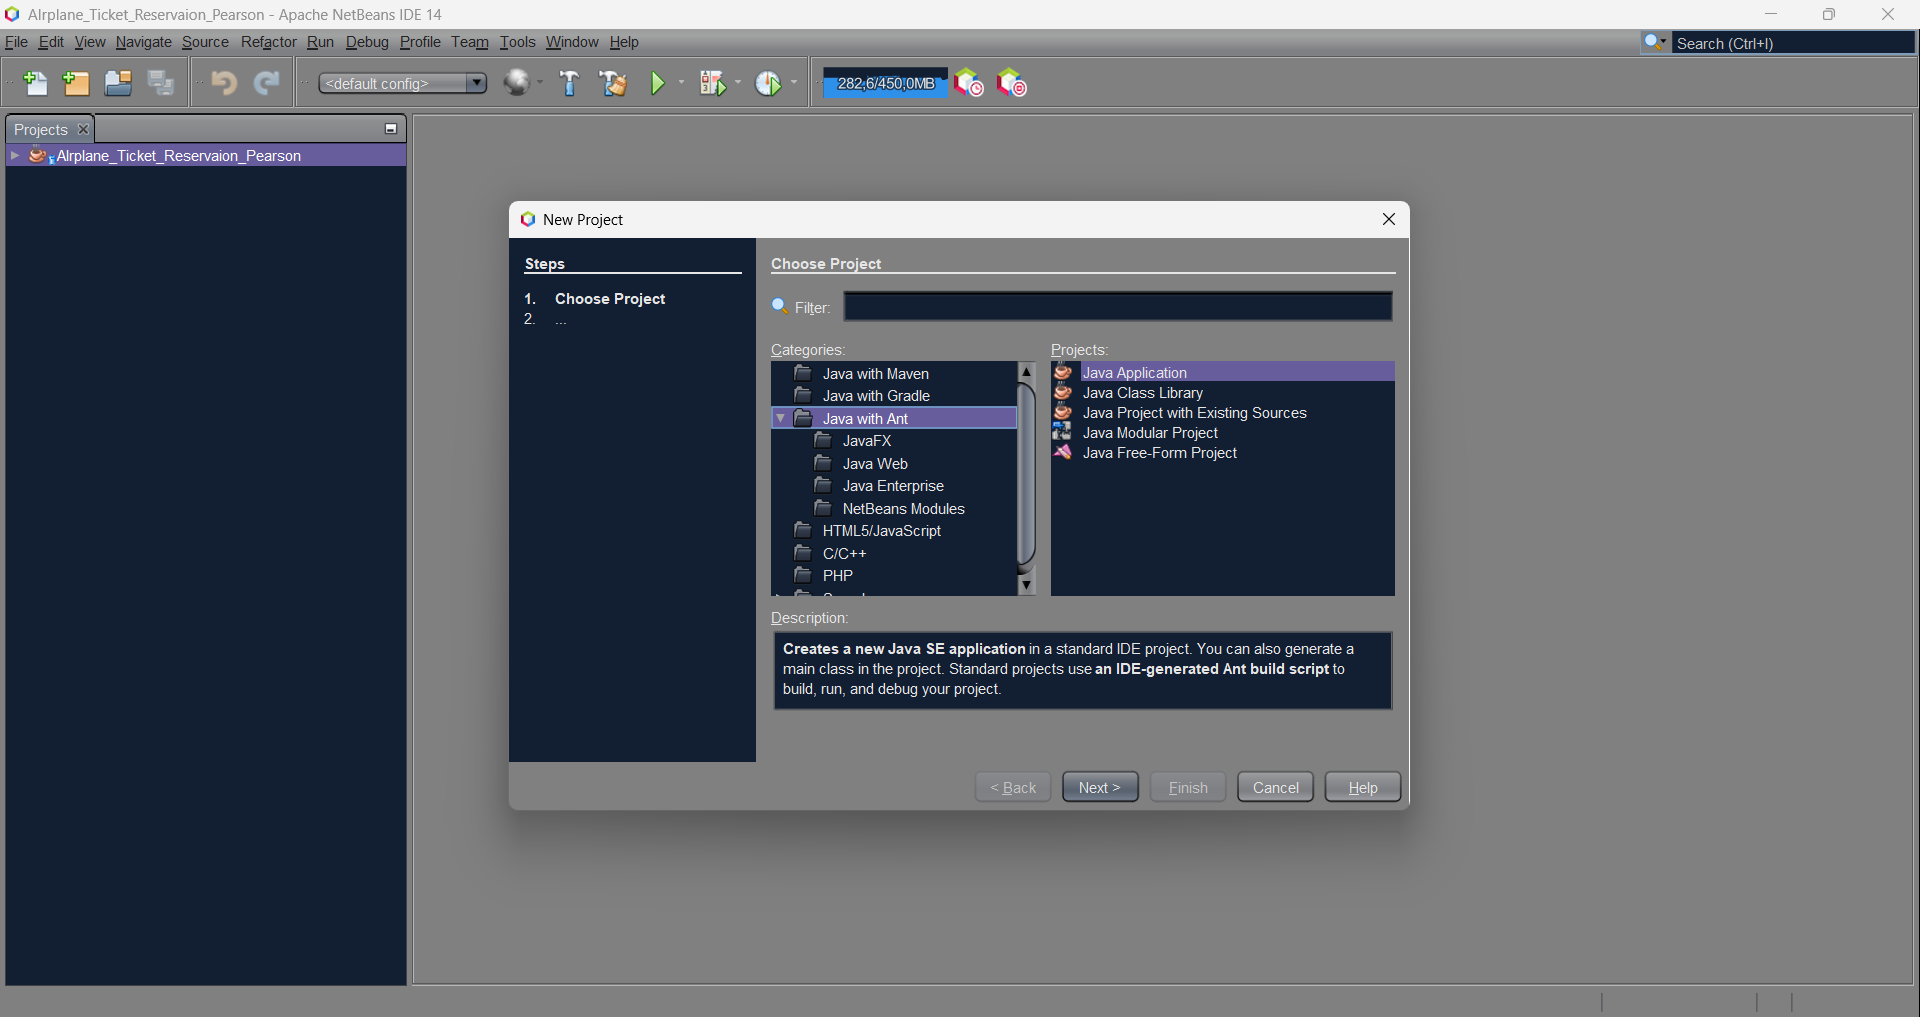 AIrplane_Ticket_Reservaion_Pearson - Apache NetBeans IDE 14
File Edit View Navigate Source Refactor Run Debug Profile Team Tools Window Help
Search (Ctrl+I)
<default config>
282,6/450,0MB
Projects
AIrplane_Ticket_Reservaion_Pearson
New Project
Steps
1. Choose Project
2. ...
Choose Project
Filter:
Categories:
Java with Maven
Java with Gradle
Java with Ant
JavaFX
Java Web
Java Enterprise
NetBeans Modules
HTML5/JavaScript
C/C++
PHP
Projects:
Java Application
Java Class Library
Java Project with Existing Sources
Java Modular Project
Java Free-Form Project
Description:
Creates a new Java SE application in a standard IDE project. You can also generate a
main class in the project. Standard projects use an IDE-generated Ant build script to
build, run, and debug your project.
< Back Next > Finish Cancel Help